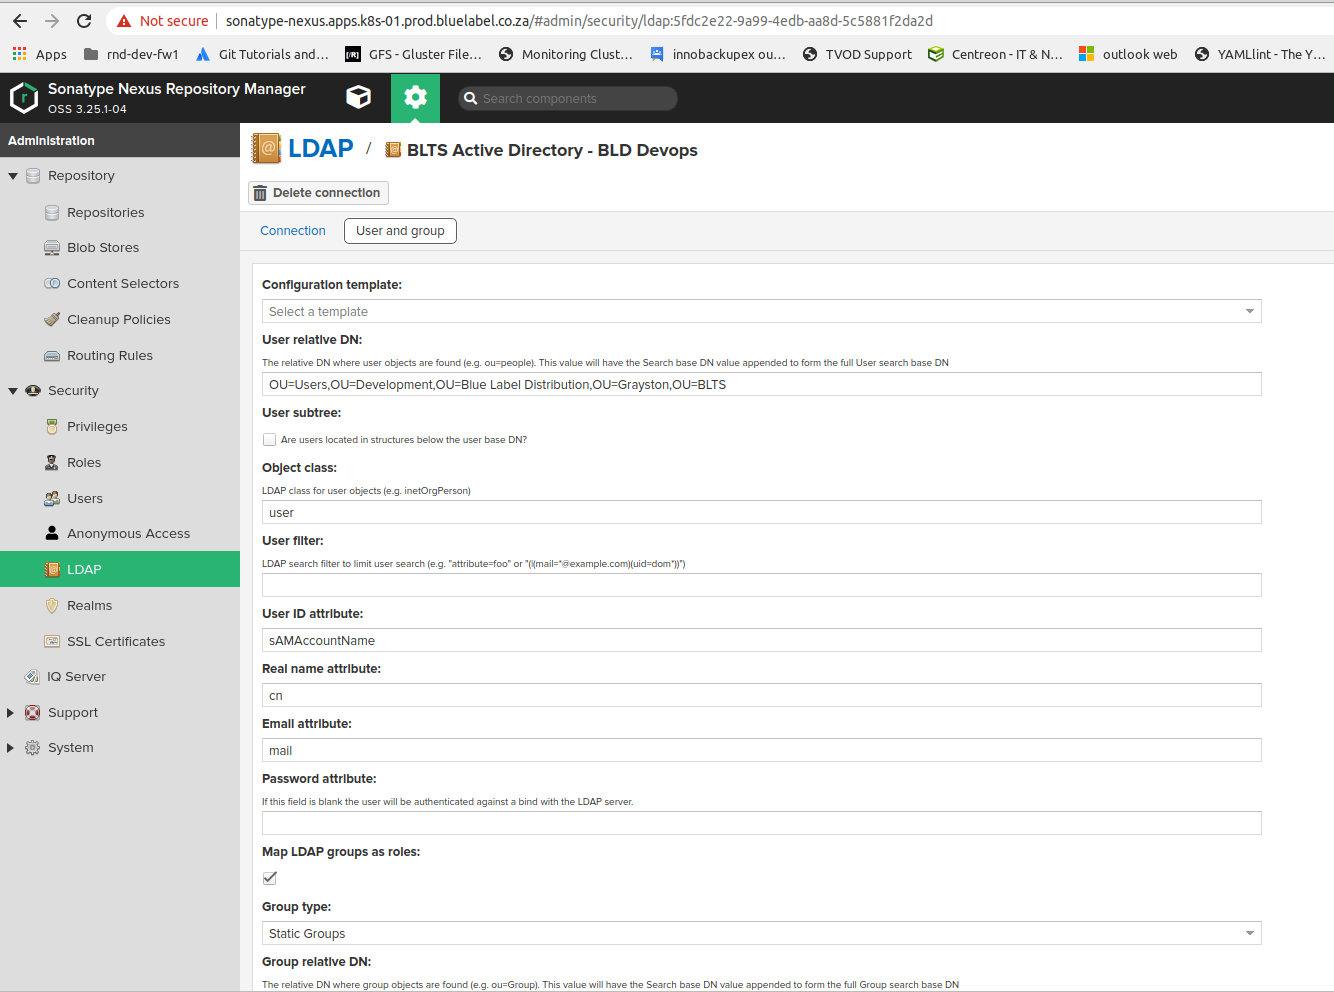 Not secure sonatype-nexus.apps.k8s-01.prod.bluelabel.co.za/#admin/security/ldap:5fdc2e22-9a99-4edb-aa8d-5c5881f2da2d
Apps rnd-dev-fw1 Git Tutorials and... [/R] GFS - Gluster File... Monitoring Clust... innobackupex ou... TVOD Support Centreon - IT & N... outlook web YAMLlint - The Y...
Sonatype Nexus Repository Manager
OSS 3.25.1-04
Search components
Administration
Repository
Repositories
Blob Stores
Content Selectors
Cleanup Policies
Routing Rules
Security
Privileges
Roles
Users
Anonymous Access
LDAP
Realms
SSL Certificates
IQ Server
Support
System
LDAP / BLTS Active Directory - BLD Devops
Delete connection
Connection User and group
Configuration template:
Select a template
User relative DN:
The relative DN where user objects are found (e.g. ou=people). This value will have the Search base DN value appended to form the full User search base DN
OU=Users,OU=Development,OU=Blue Label Distribution,OU=Grayston,OU=BLTS
User subtree:
Are users located in structures below the user base DN?
Object class:
LDAP class for user objects (e.g. inetOrgPerson)
user
User filter:
LDAP search filter to limit user search (e.g. "attribute=foo" or "(|(mail=*@example.com)(uid=dom*))")
User ID attribute:
sAMAccountName
Real name attribute:
cn
Email attribute:
mail
Password attribute:
If this field is blank the user will be authenticated against a bind with the LDAP server.
Map LDAP groups as roles:
Group type:
Static Groups
Group relative DN:
The relative DN where group objects are found (e.g. ou=Group). This value will have the Search base DN value appended to form the full Group search base DN